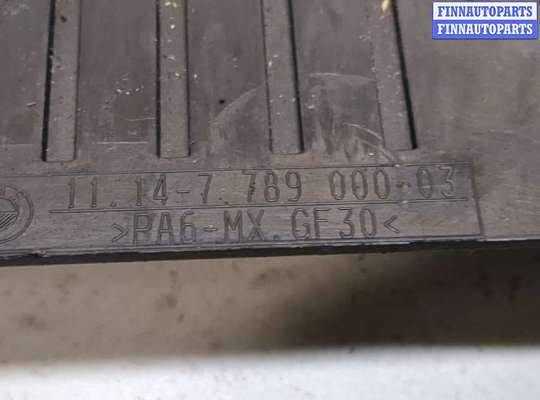 FINNAUTOPARTS
FINNAUTOPARTS
11.14-7.789 000-03
>PA6-MX.GF30<